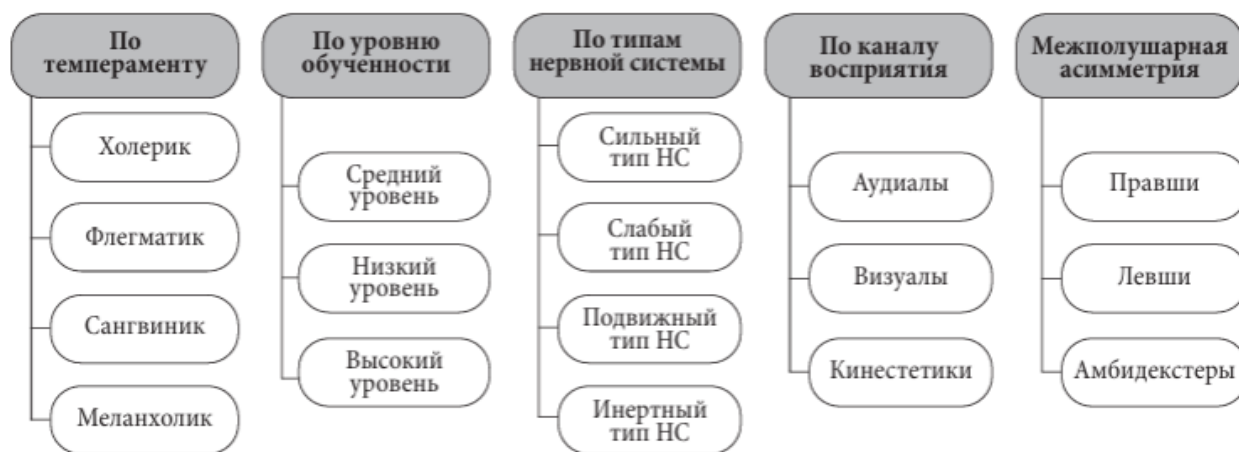 По
темпераменту
Холерик
Флегматик
Сангвиник
Меланхолик
По уровню
обученности
Средний
уровень
Низкий
уровень
Высокий
уровень
По типам
нервной системы
Сильный
тип НС
Слабый
тип НС
Подвижный
тип НС
Инертный
тип НС
По каналу
восприятия
Аудиалы
Визуалы
Кинестетики
Межполушарная
асимметрия
Правши
Левши
Амбидекстеры